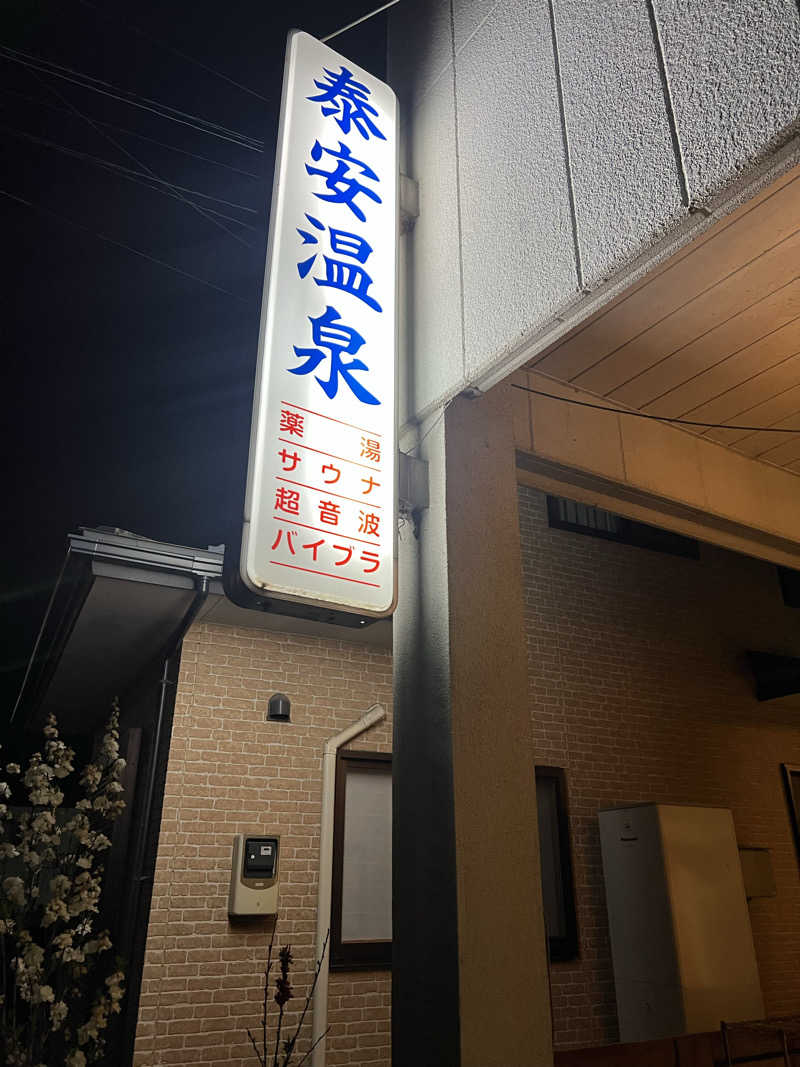 泰安温泉
薬湯
サウナ
超音波
バイブラ